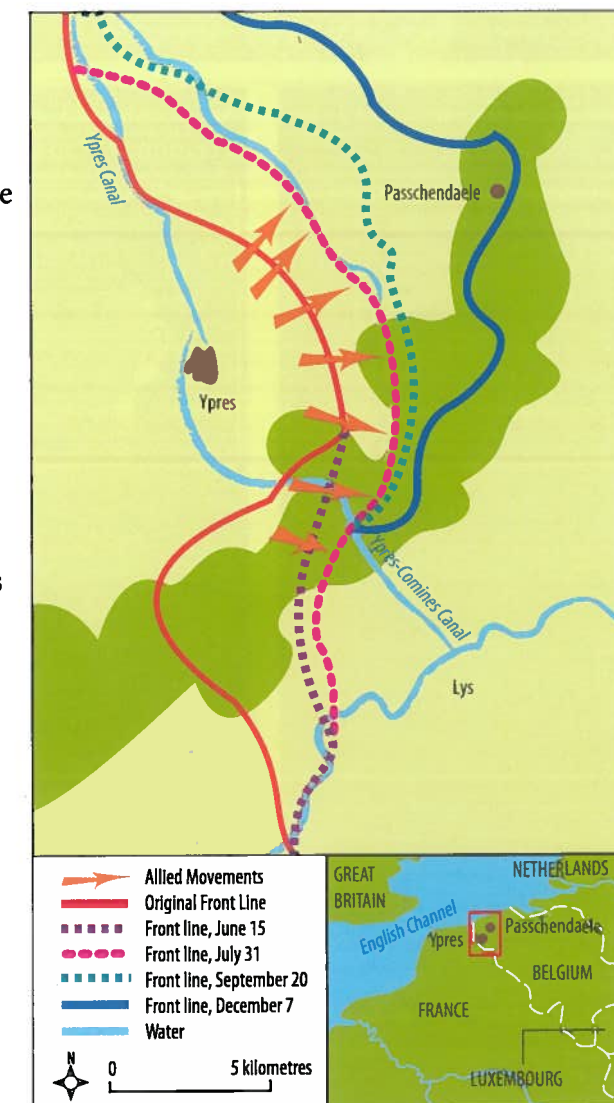 e
s
Ypres Canal
Passchendaele
Ypres
Ypres-Comines Canal
Lys
Allied Movements
Original Front Line
Front line, June 15
Front line, July 31
Front line, September 20
Front line, December 7
Water
N
0 5 kilometres
GREAT
BRITAIN
NETHERLANDS
English Channel
Passchendaele
Ypres
BELGIUM
FRANCE
LUXEMBOURG